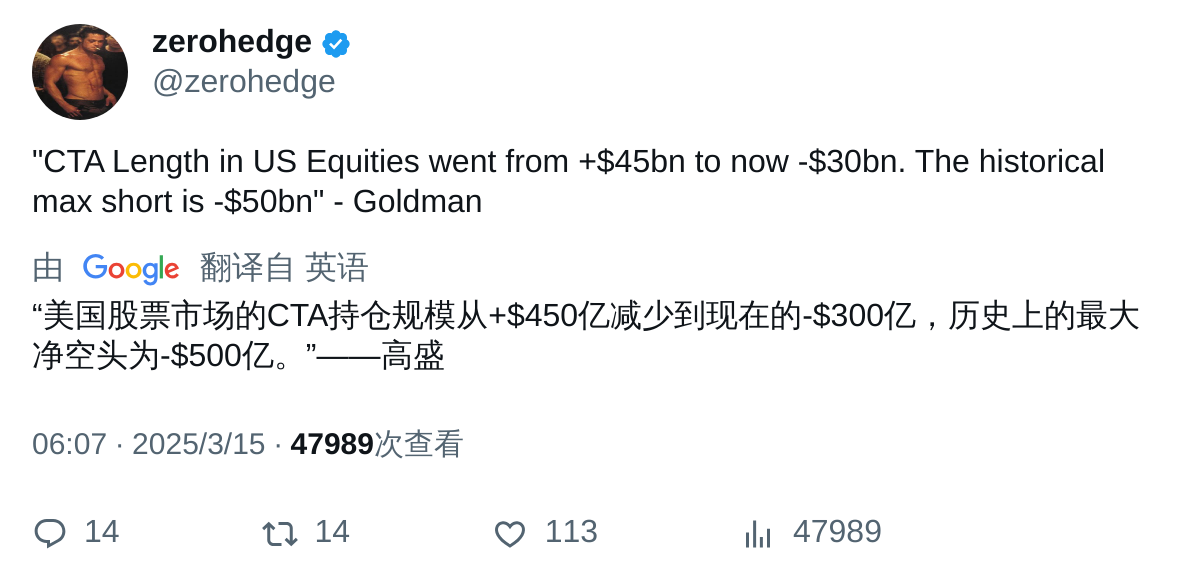 zerohedge
@zerohedge
"CTA Length in US Equities went from +$45bn to now -$30bn. The historical
max short is -$50bn" - Goldman
由 Google 翻译自 英语
“美国股票市场的CTA持仓规模从+$450亿减少到现在的-$300亿，历史上的最大
净空头为-$500亿。”——高盛
06:07 · 2025/3/15 · 47989次查看
14 14 113 47989